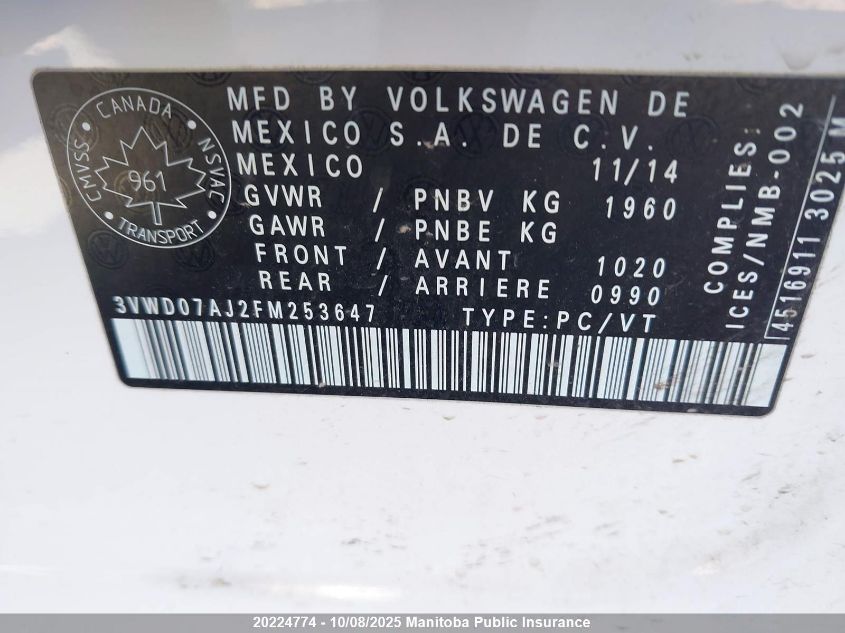 CANADA
CMVSS
NSVAC
961
TRANSPORT
MFD BY VOLKSWAGEN DE
MEXICO S.A. DE C.V.
MEXICO 11/14
GVWR / PNBV KG 1960
GAWR / PNBE KG
FRONT / AVANT 1020
REAR / ARRIERE 0990
3VWD07AJ2FM253647 TYPE:PC/VT
COMPLIES:
ICES/NMB-002
4516911 3025 M
20224774 - 10/08/2025 Manitoba Public Insurance